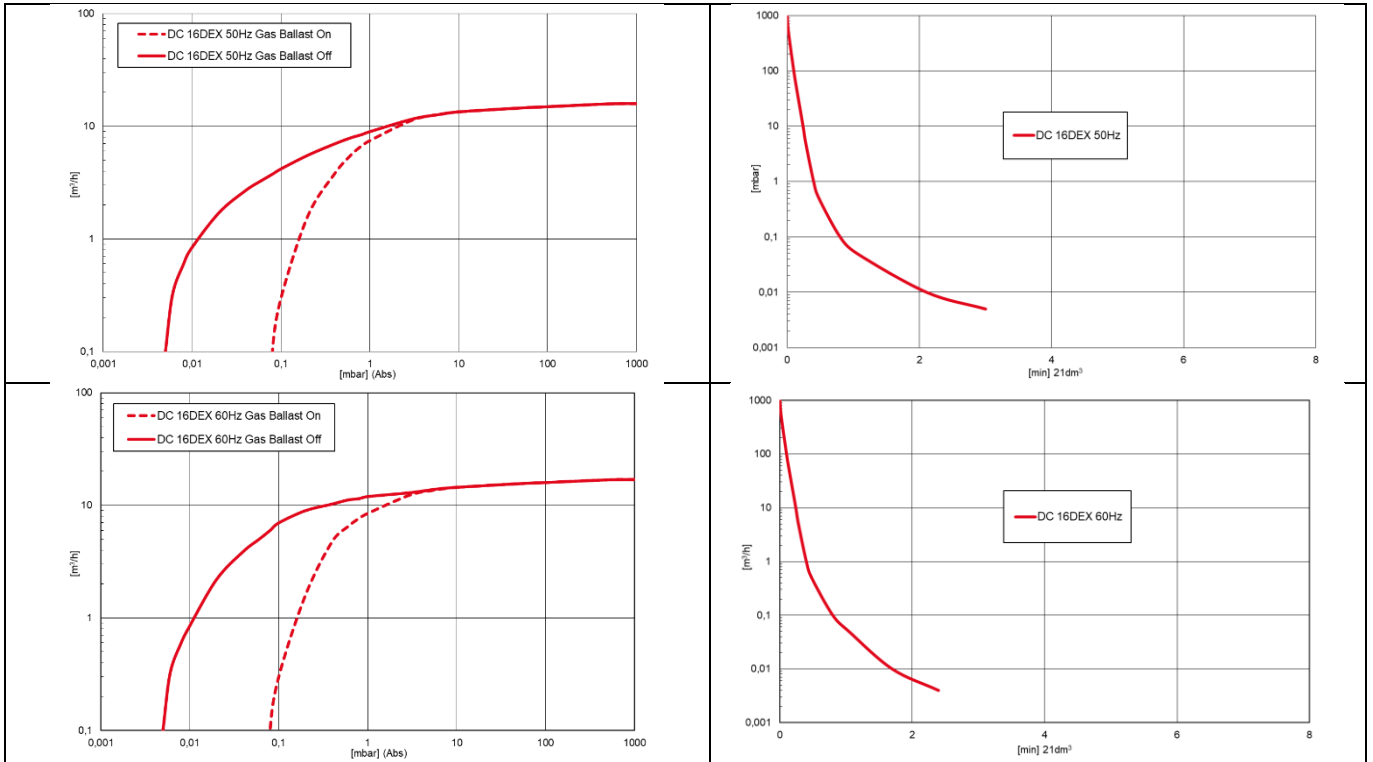 100
10
1
0,1
[m³/h]
DC 16DEX 50Hz Gas Ballast On
DC 16DEX 50Hz Gas Ballast Off
0,001 0,01 0,1 1 10 100 1000
[mbar] (Abs)
1000
100
10
1
0,1
0,01
0,001
[mbar]
DC 16DEX 50Hz
0 2 4 6 8
[min] 21dm³
100
10
1
0,1
[m³/h]
DC 16DEX 60Hz Gas Ballast On
DC 16DEX 60Hz Gas Ballast Off
0,001 0,01 0,1 1 10 100 1000
[mbar] (Abs)
1000
100
10
1
0,1
0,01
0,001
[m³/h]
DC 16DEX 60Hz
0 2 4 6 8
[min] 21dm³